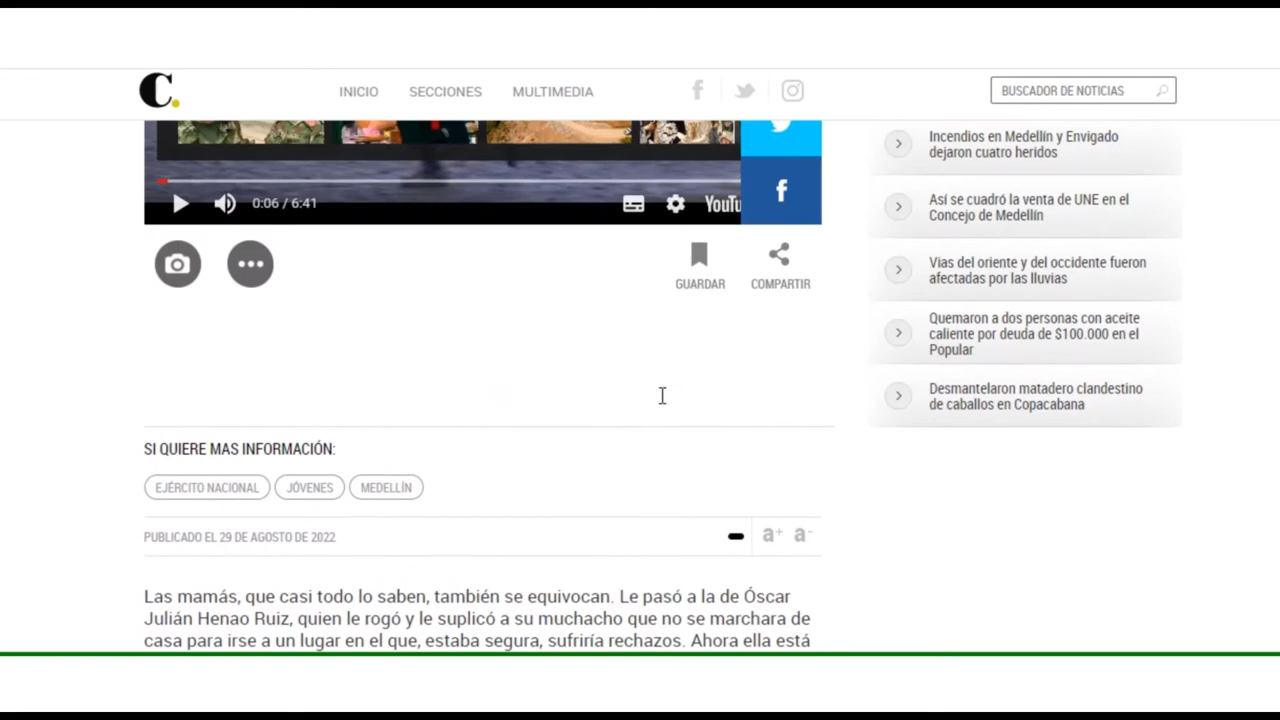 C.
INICIO
SECCIONES
MULTIMEDIA
BUSCADOR DE NOTICIAS
0:06 / 6:41
YouTu
GUARDAR
COMPARTIR
SI QUIERE MAS INFORMACIÓN:
EJÉRCITO NACIONAL
JÓVENES
MEDELLÍN
PUBLICADO EL 29 DE AGOSTO DE 2022
a+ a-
Las mamás, que casi todo lo saben, también se equivocan. Le pasó a la de Óscar
Julián Henao Ruiz, quien le rogó y le suplicó a su muchacho que no se marchara de
casa para irse a un lugar en el que, estaba segura, sufriría rechazos. Ahora ella está
Incendios en Medellín y Envigado
dejaron cuatro heridos
Así se cuadró la venta de UNE en el
Concejo de Medellín
Vias del oriente y del occidente fueron
afectadas por las lluvias
Quemaron a dos personas con aceite
caliente por deuda de $100.000 en el
Popular
Desmantelaron matadero clandestino
de caballos en Copacabana